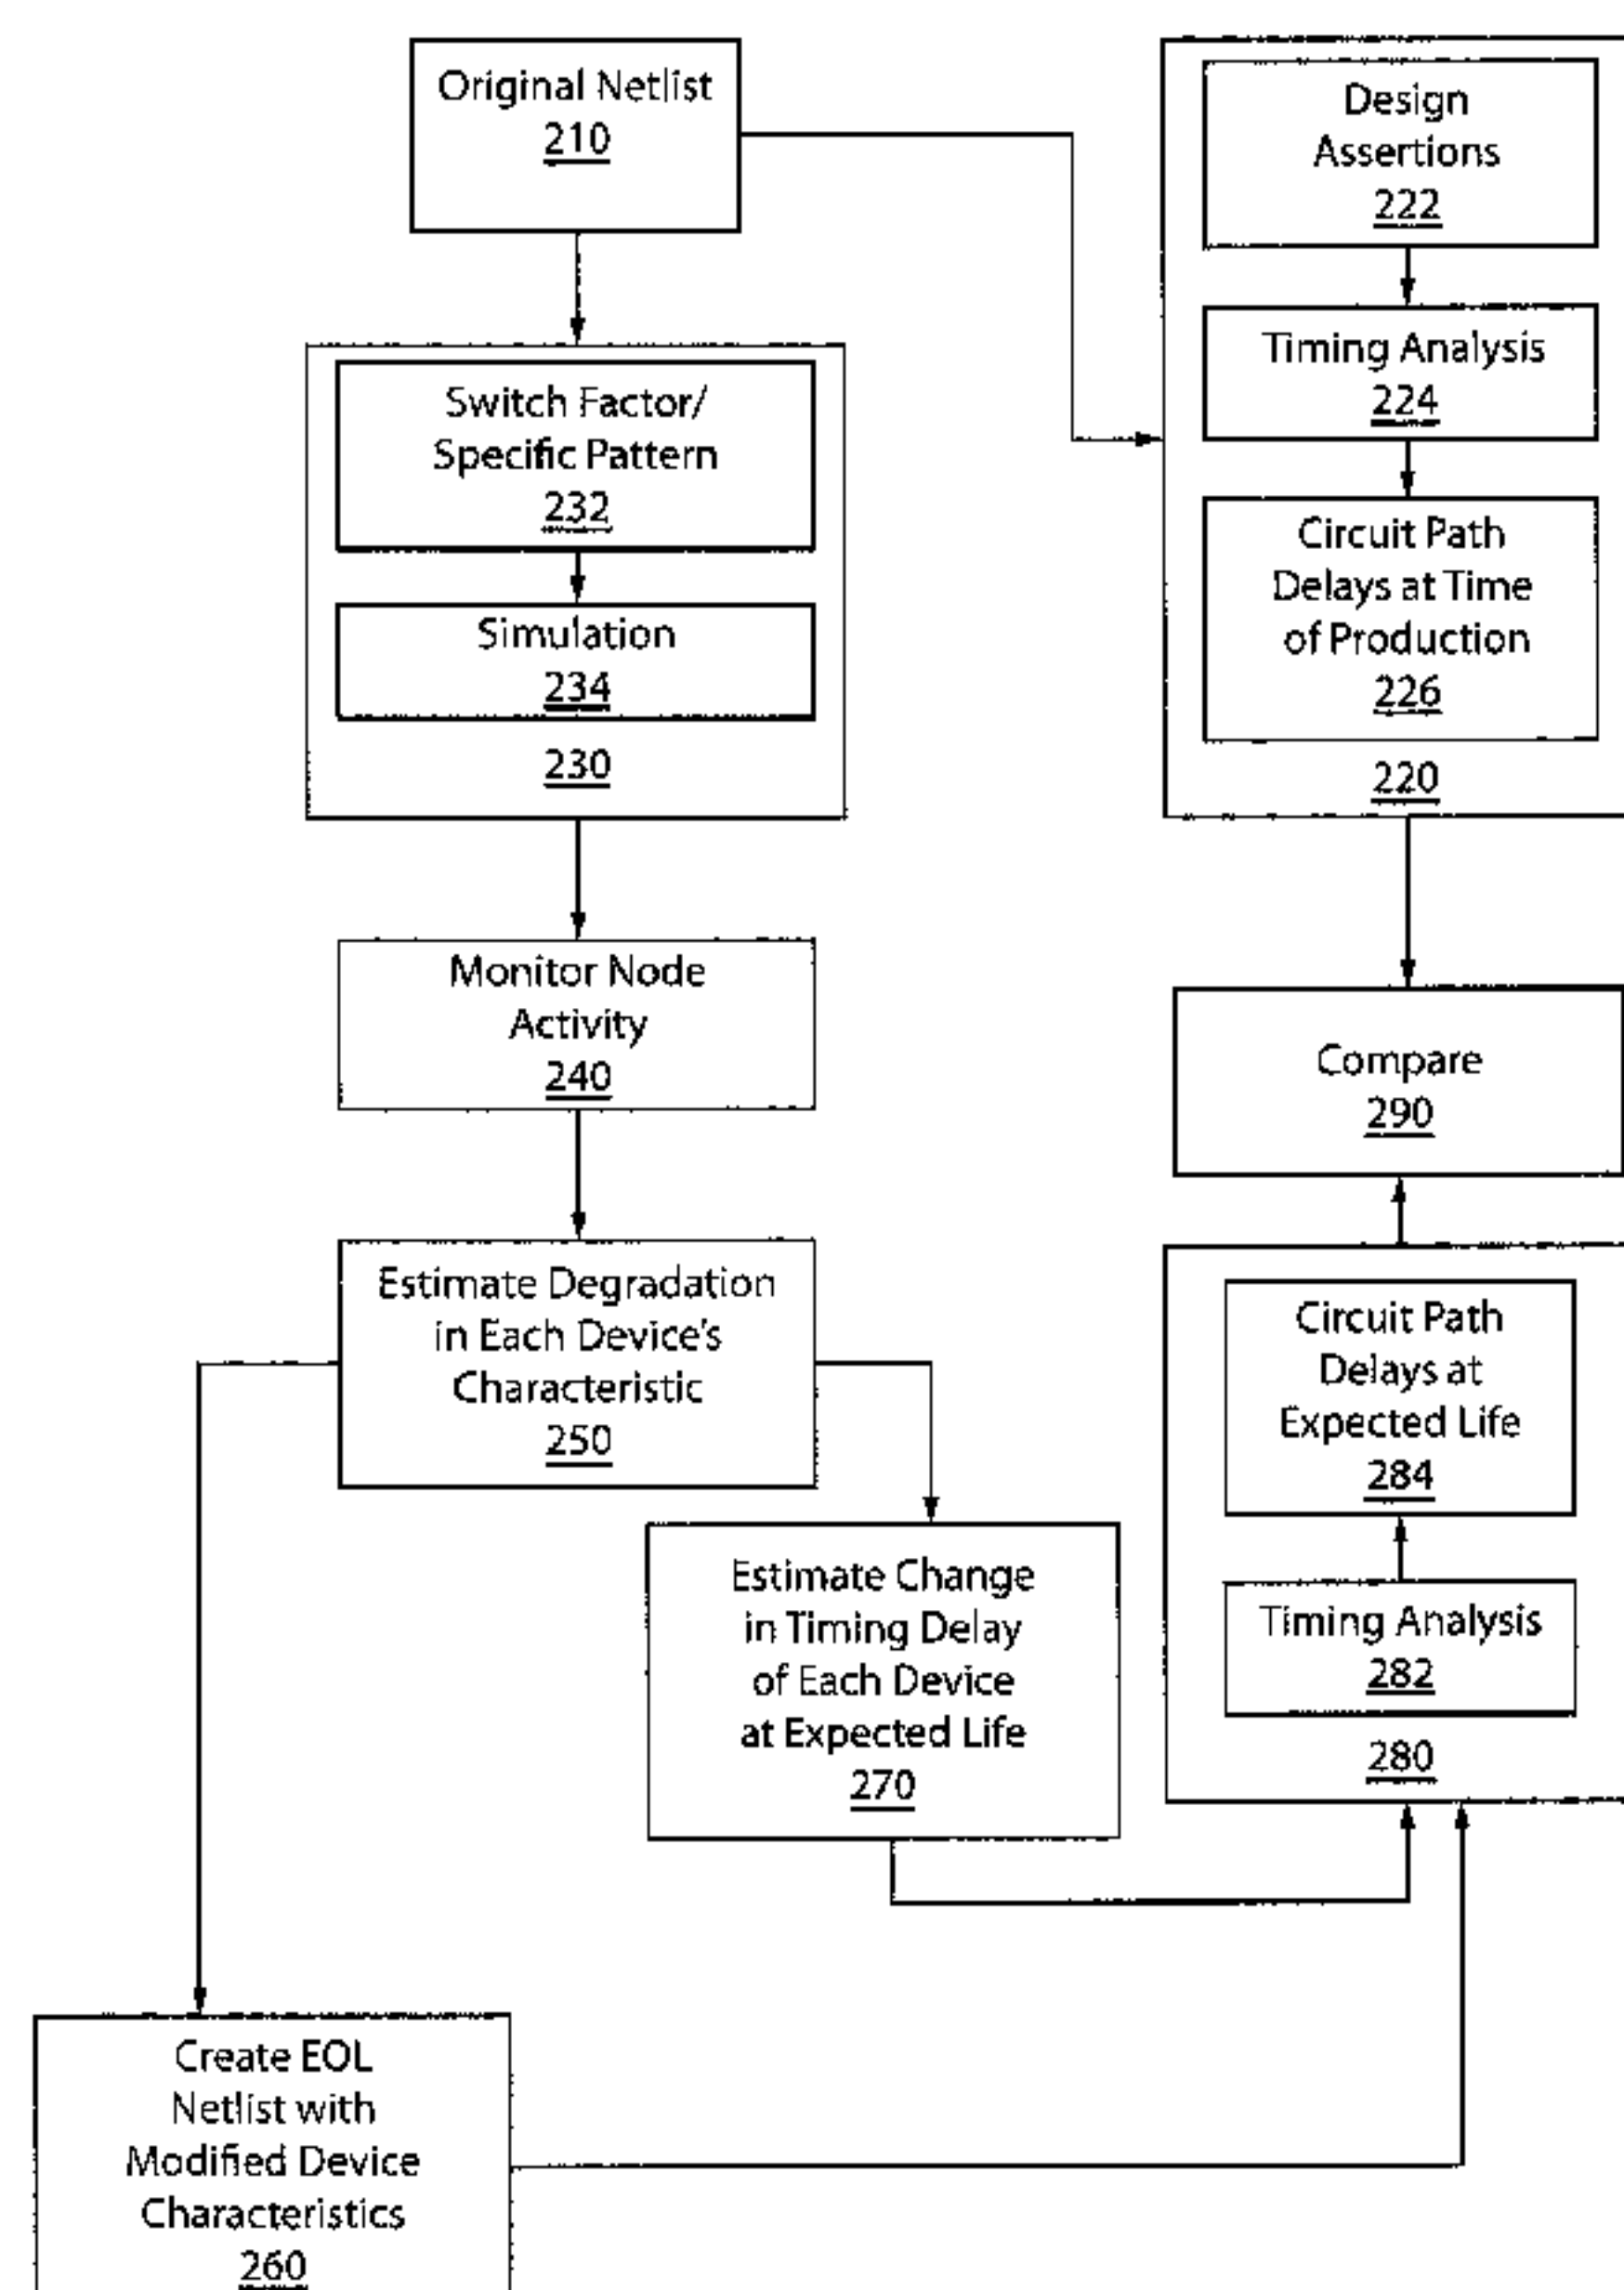 Original Netlist
210
Switch Factor/
Specific Pattern
232
Simulation
234
230
Monitor Node
Activity
240
Estimate Degradation
in Each Device's
Characteristic
250
Estimate Change
in Timing Delay
of Each Device
at Expected Life
270
Create EOL
Netlist with
Modified Device
Characteristics
260
Design
Assertions
222
Timing Analysis
224
Circuit Path
Delays at Time
of Production
226
220
Compare
290
Circuit Path
Delays at
Expected Life
284
Timing Analysis
282
280